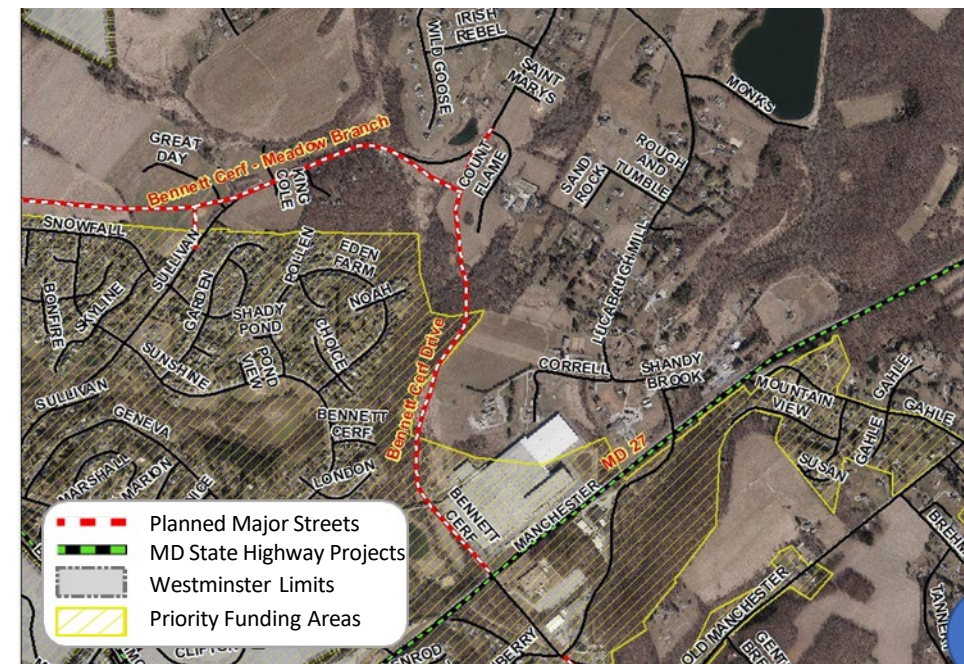 IRISH
REBEL
WILD GOOSE
SAINT
MARYS
MONKS
GREAT
DAY
Bennett Cerf - Meadow Branch
KING
COLE
COUNT
FLAME
SAND
ROCK
ROUGH
AND
TUMBLE
SNOWFALL
SULLIVAN
POLLEN
EDEN
FARM
NOAH
LUCABAUGH MILL
BONFIRE
SKYLINE
GARDEN
SHADY
POND
CHOICE
SUNSHINE
POND
VIEW
Bennett Cerf Drive
CORRELL
SHANDY
BROOK
MOUNTAIN
VIEW
GAHLE
GAHLE
GAHLE
SUSAN
SULLIVAN
GENEVA
BENNETT
CERF
LONDON
MD 27
MANCHESTER
BENNETT
CERF
MARSHALL
MARION
OLD MANCHESTER
Planned Major Streets
MD State Highway Projects
Westminster Limits
Priority Funding Areas